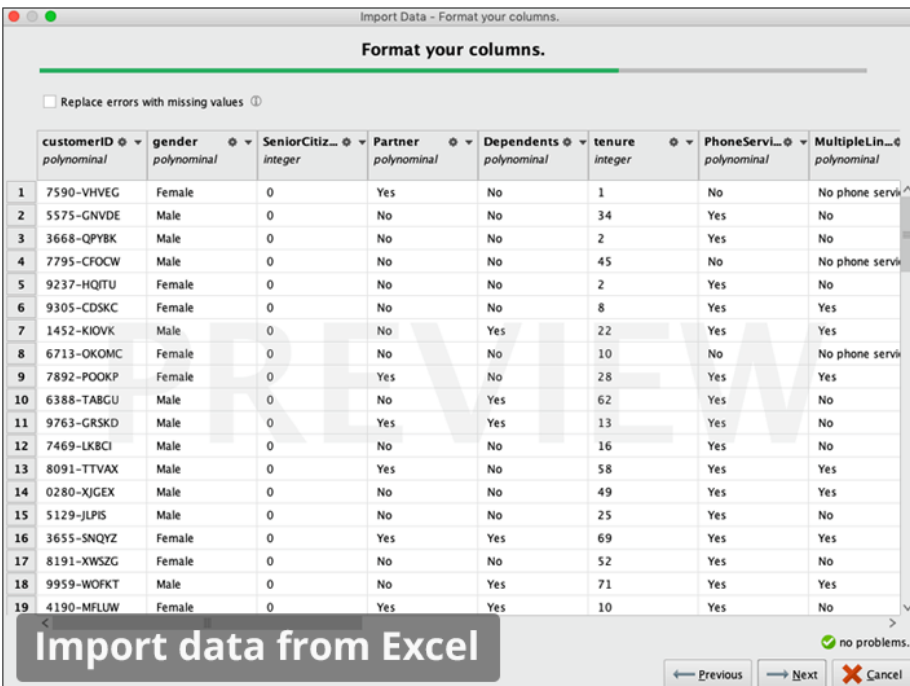 Import Data - Format your columns.
Format your columns.
Replace errors with missing values
customerID gender SeniorCitiz... Partner Dependents tenure PhoneServi... MultipleLin...
polynominal polynominal integer polynominal polynominal integer polynominal polynominal
1 7590-VHVEG Female 0 Yes No 1 No No phone servi
2 5575-GNVDE Male 0 No No 34 Yes No
3 3668-QPYBK Male 0 No No 2 Yes No
4 7795-CFOCW Male 0 No No 45 No No phone servi
5 9237-HQITU Female 0 No No 2 Yes No
6 9305-CDSKC Female 0 No No 8 Yes Yes
7 1452-KIOVK Male 0 No Yes 22 Yes Yes
8 6713-OKOMC Female 0 No No 10 No No phone servi
9 7892-POOKP Female 0 Yes No 28 Yes Yes
10 6388-TABGU Male 0 No Yes 62 Yes No
11 9763-GRSKD Male 0 Yes Yes 13 Yes No
12 7469-LKBCI Male 0 No No 16 Yes No
13 8091-TTVAX Male 0 Yes No 58 Yes Yes
14 0280-XJGEX Male 0 No No 49 Yes Yes
15 5129-JLPIS Male 0 No No 25 Yes No
16 3655-SNQYZ Female 0 Yes Yes 69 Yes Yes
17 8191-XWSZG Female 0 No No 52 Yes No
18 9959-WOFKT Male 0 No Yes 71 Yes Yes
19 4190-MFLUW Female 0 Yes Yes 10 Yes No
PREVIEW
Import data from Excel
no problems.
Previous Next Cancel